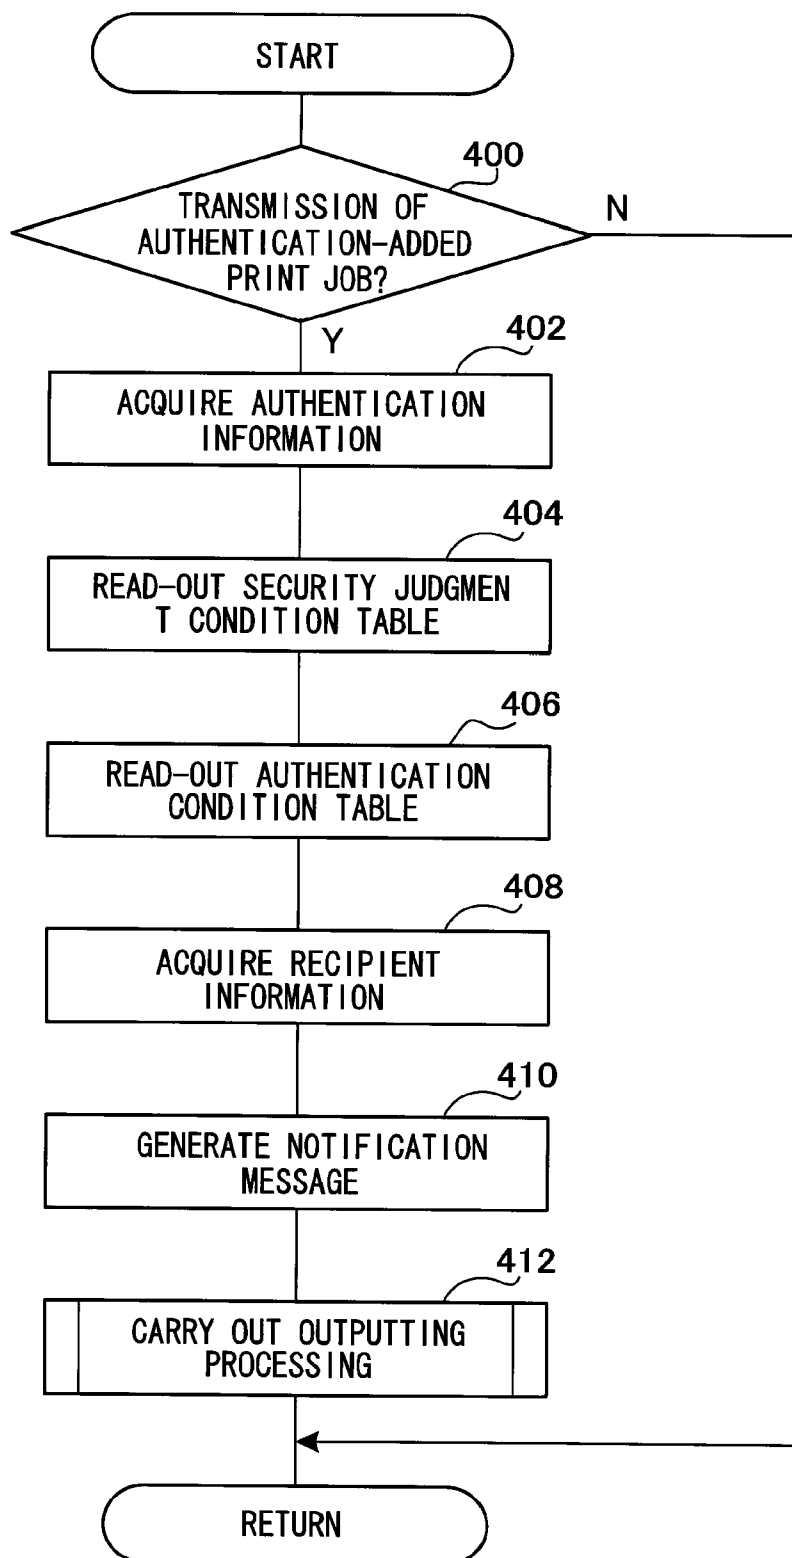 START
400
TRANSMISSION OF
AUTHENTICATION-ADDED
PRINT JOB?
N
Y
402
ACQUIRE AUTHENTICATION
INFORMATION
404
READ-OUT SECURITY JUDGMEN
T CONDITION TABLE
406
READ-OUT AUTHENTICATION
CONDITION TABLE
408
ACQUIRE RECIPIENT
INFORMATION
410
GENERATE NOTIFICATION
MESSAGE
412
CARRY OUT OUTPUTTING
PROCESSING
RETURN